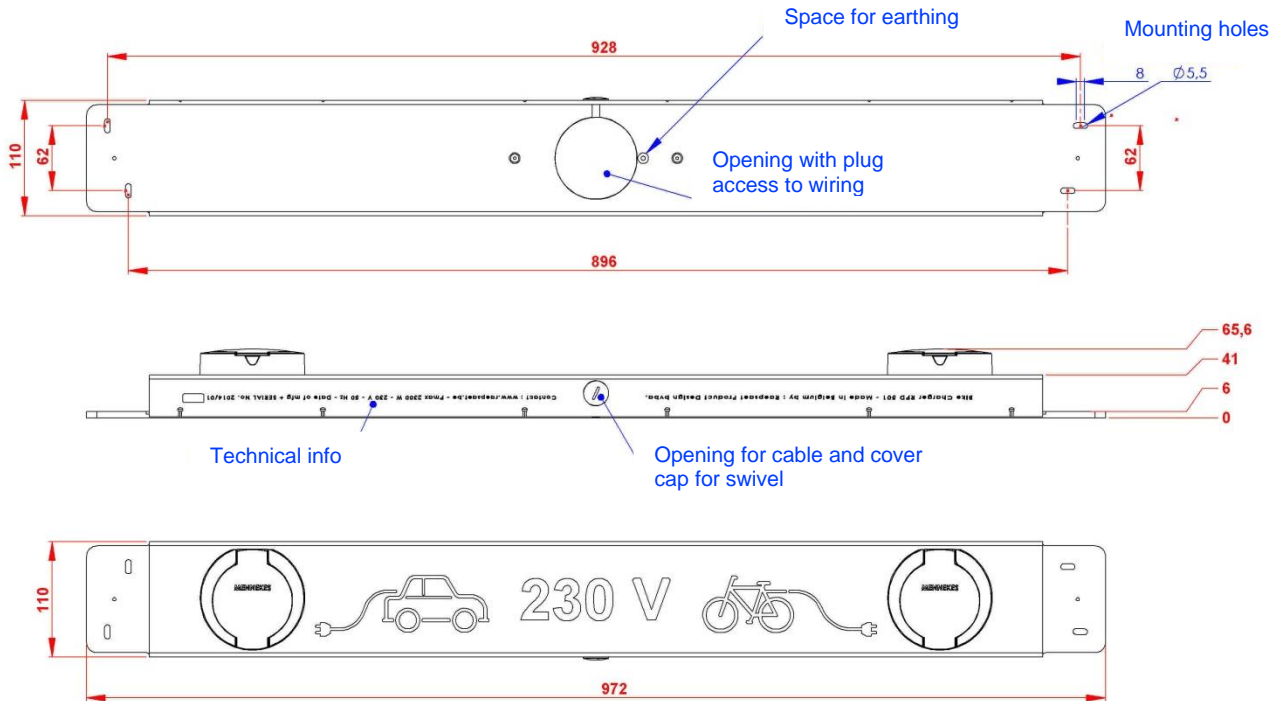 Space for earthing
Mounting holes
928
8 Ø5,5
110
62
62
Opening with plug
access to wiring
896
65,6
41
6
0
Contact : www.raepsaet.be - Pmax 2300 W - 230 V - 50 Hz - Date of mfg + SERIAL No. 2014/01
Bike Charger RPD 301 - Made in Belgium by : Raepsaet Product Design bvba.
Technical info
Opening for cable and cover
cap for swivel
110
MENNEKES
230 V
MENNEKES
972